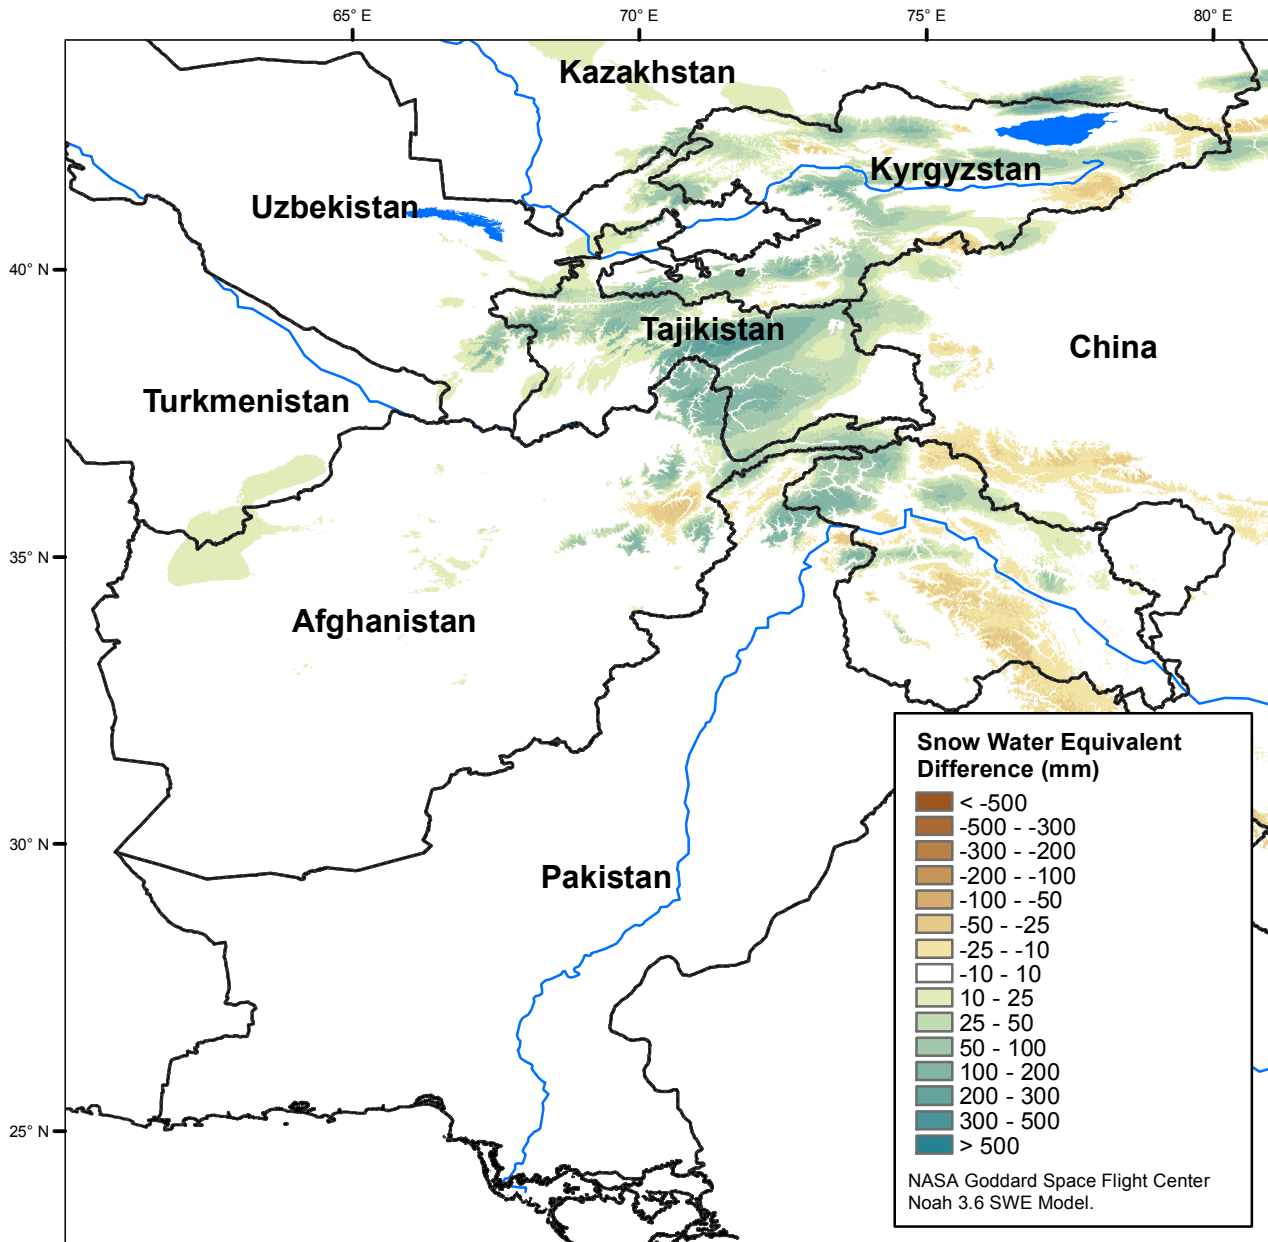 65° E
70° E
75° E
80° E
Kazakhstan
Kyrgyzstan
Uzbekistan
40° N
Tajikistan
China
Turkmenistan
35° N
Afghanistan
30° N
Pakistan
25° N
Snow Water Equivalent
Difference (mm)
< -500
-500 - -300
-300 - -200
-200 - -100
-100 - -50
-50 - -25
-25 - -10
-10 - 10
10 - 25
25 - 50
50 - 100
100 - 200
200 - 300
300 - 500
> 500
NASA Goddard Space Flight Center
Noah 3.6 SWE Model.